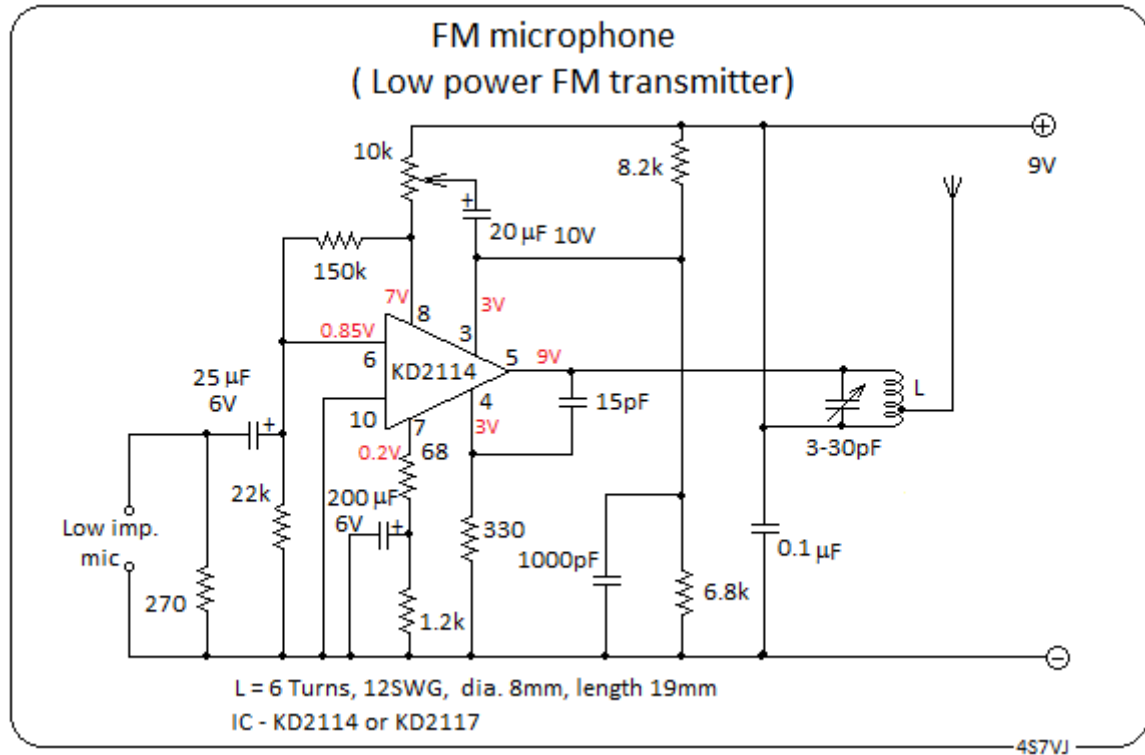 FM microphone
( Low power FM transmitter)
10k
8.2k
9V
+
20 μF 10V
150k
7V
8
3V
0.85V
3
5
9V
6
KD2114
L
25 μF
6V
+
4
15pF
10
3V
7
3-30pF
0.2V
68
22k
200 μF
6V
+
330
Low imp.
mic
1000pF
0.1 μF
270
1.2k
6.8k
L = 6 Turns, 12SWG, dia. 8mm, length 19mm
IC - KD2114 or KD2117
4S7VJ